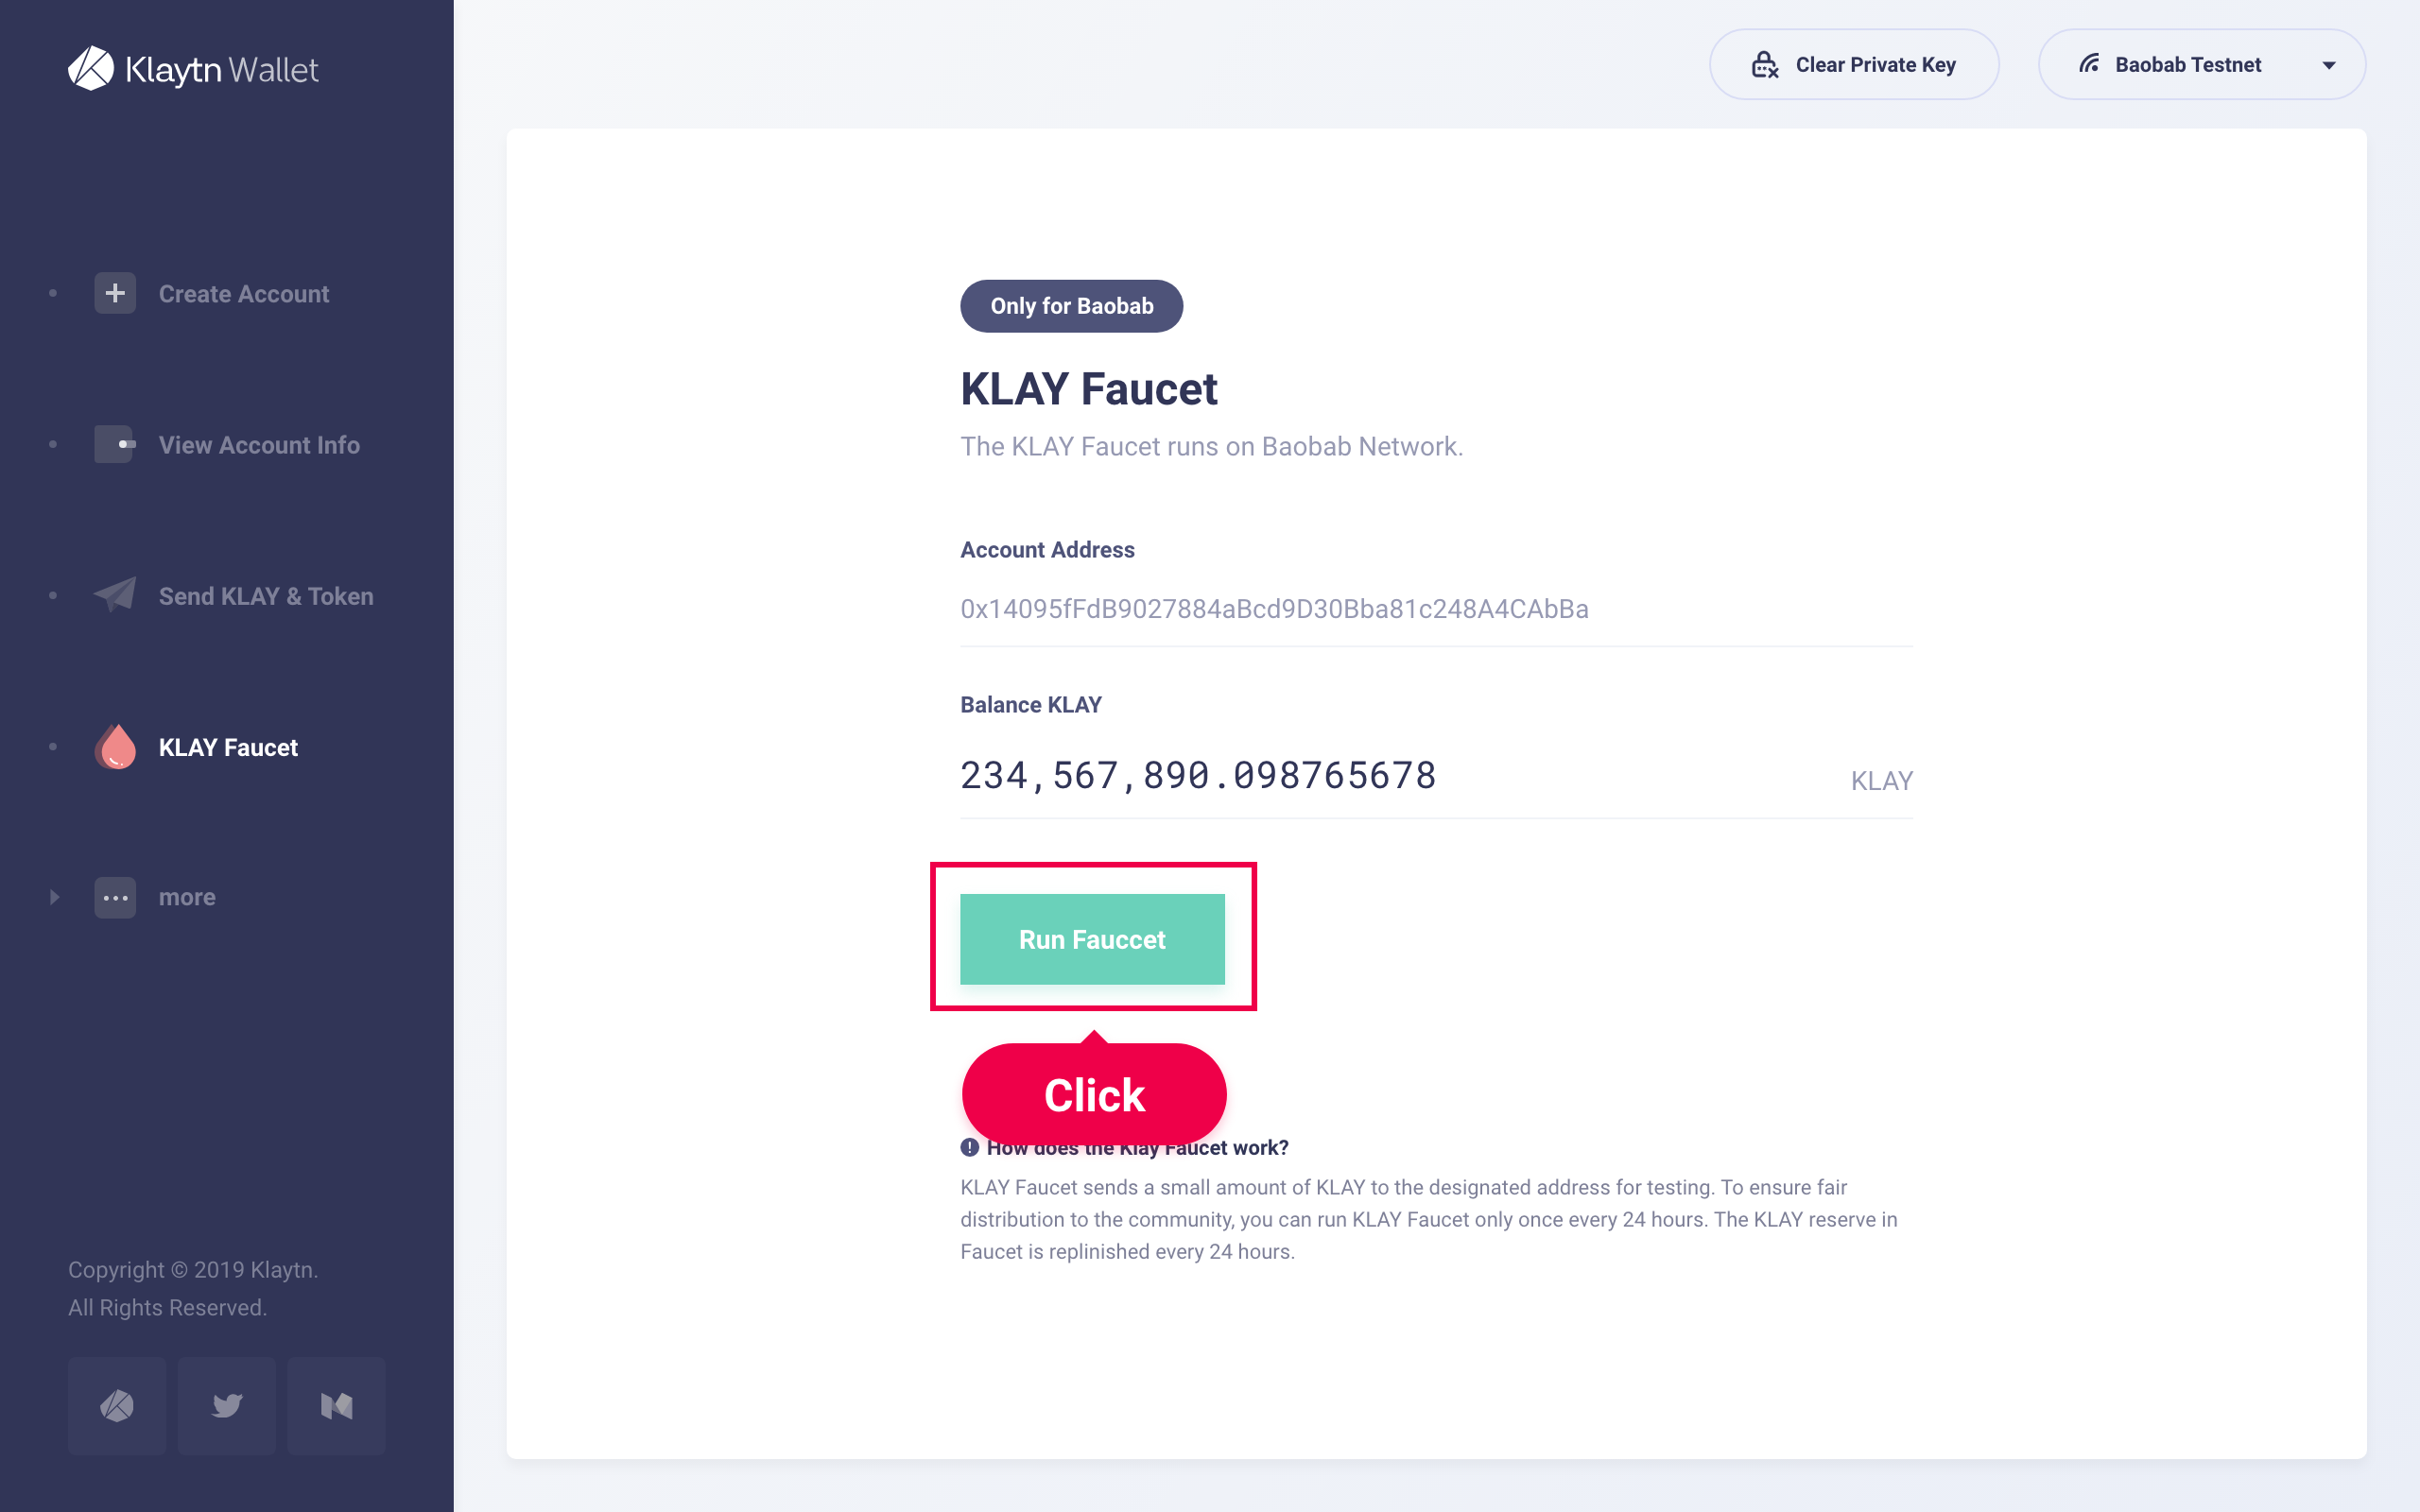 Klaytn Wallet
Create Account
View Account Info
Send KLAY & Token
KLAY Faucet
more
Copyright © 2019 Klaytn.
All Rights Reserved.
Clear Private Key
Baobab Testnet
Only for Baobab
KLAY Faucet
The KLAY Faucet runs on Baobab Network.
Account Address
0x14095fFdB9027884aBcd9D30Bba81c248A4CAbBa
Balance KLAY
234,567,890.098765678 KLAY
Run Fauccet
Click
How does the Klay Faucet work?
KLAY Faucet sends a small amount of KLAY to the designated address for testing. To ensure fair
distribution to the community, you can run KLAY Faucet only once every 24 hours. The KLAY reserve in
Faucet is replinished every 24 hours.